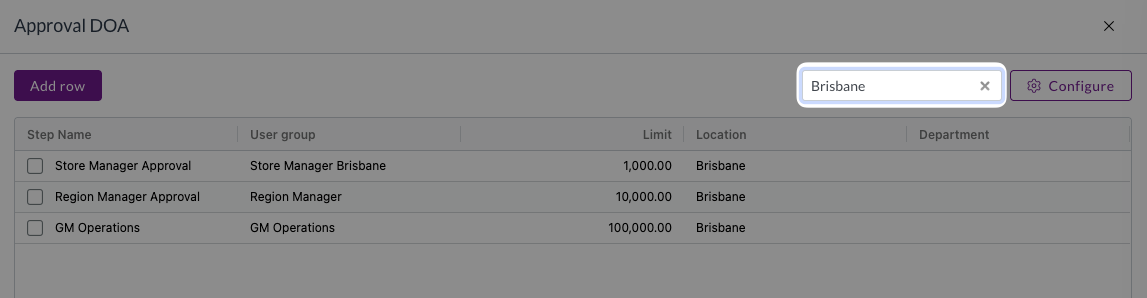 Approval DOA
Add row
Brisbane
Configure
Step Name User group Limit Location Department
Store Manager Approval Store Manager Brisbane 1,000.00 Brisbane
Region Manager Approval Region Manager 10,000.00 Brisbane
GM Operations GM Operations 100,000.00 Brisbane